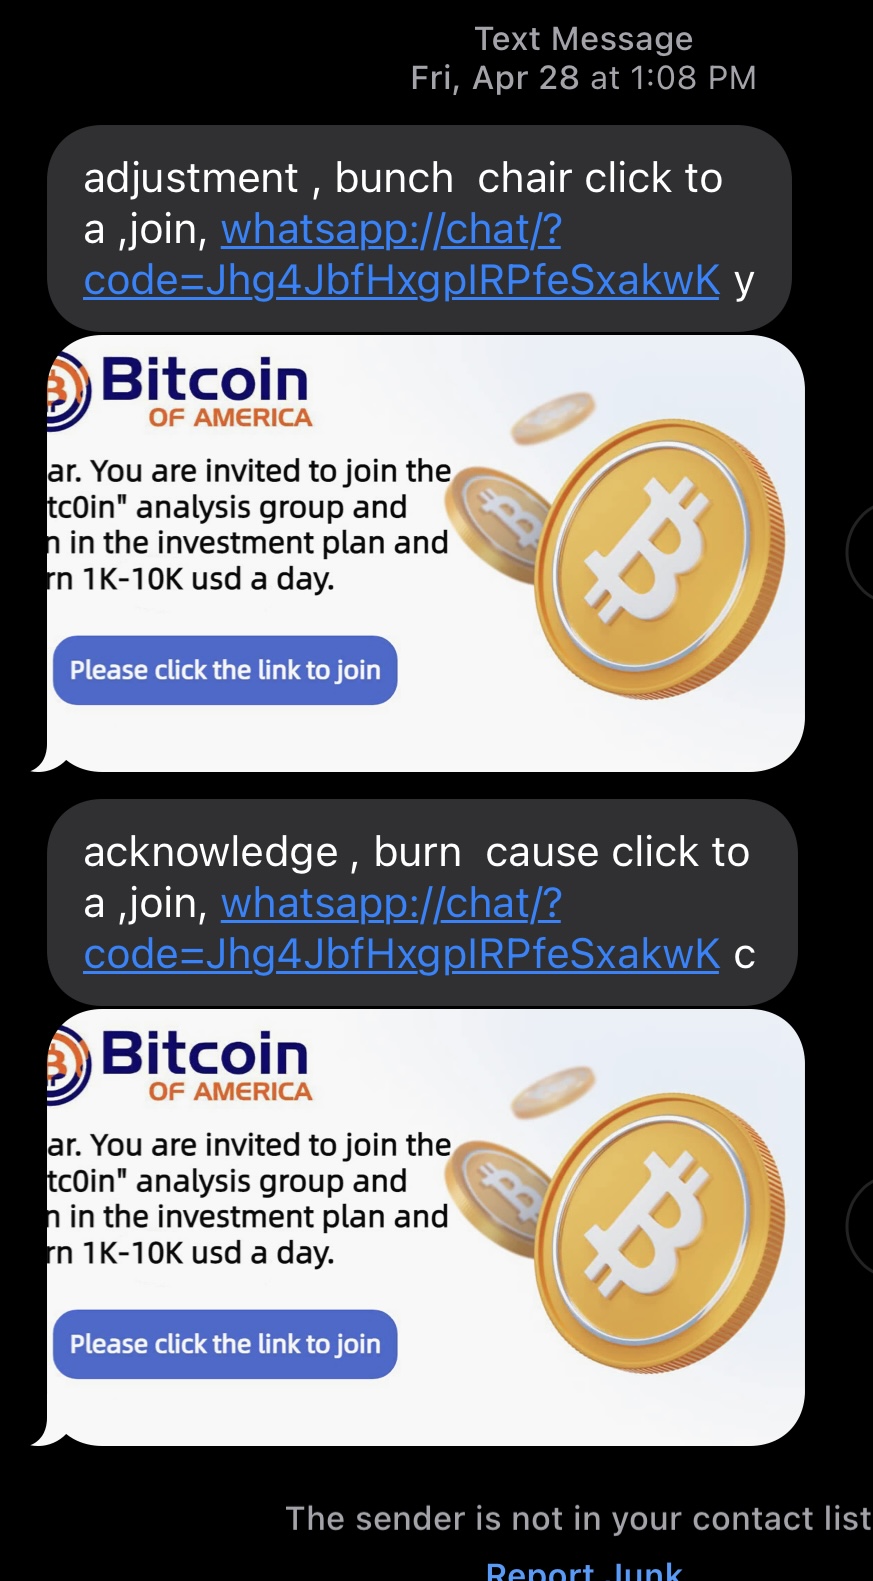 Text Message
Fri, Apr 28 at 1:08 PM
adjustment , bunch  chair click to
a ,join, whatsapp://chat/?
code=Jhg4JbfHxgpIRPfeSxakwK y
Bitcoin
OF AMERICA
ar. You are invited to join the
tc0in" analysis group and
n in the investment plan and
rn 1K-10K usd a day.
Please click the link to join
acknowledge , burn  cause click to
a ,join, whatsapp://chat/?
code=Jhg4JbfHxgpIRPfeSxakwK c
Bitcoin
OF AMERICA
ar. You are invited to join the
tc0in" analysis group and
n in the investment plan and
rn 1K-10K usd a day.
Please click the link to join
The sender is not in your contact list
Report Junk